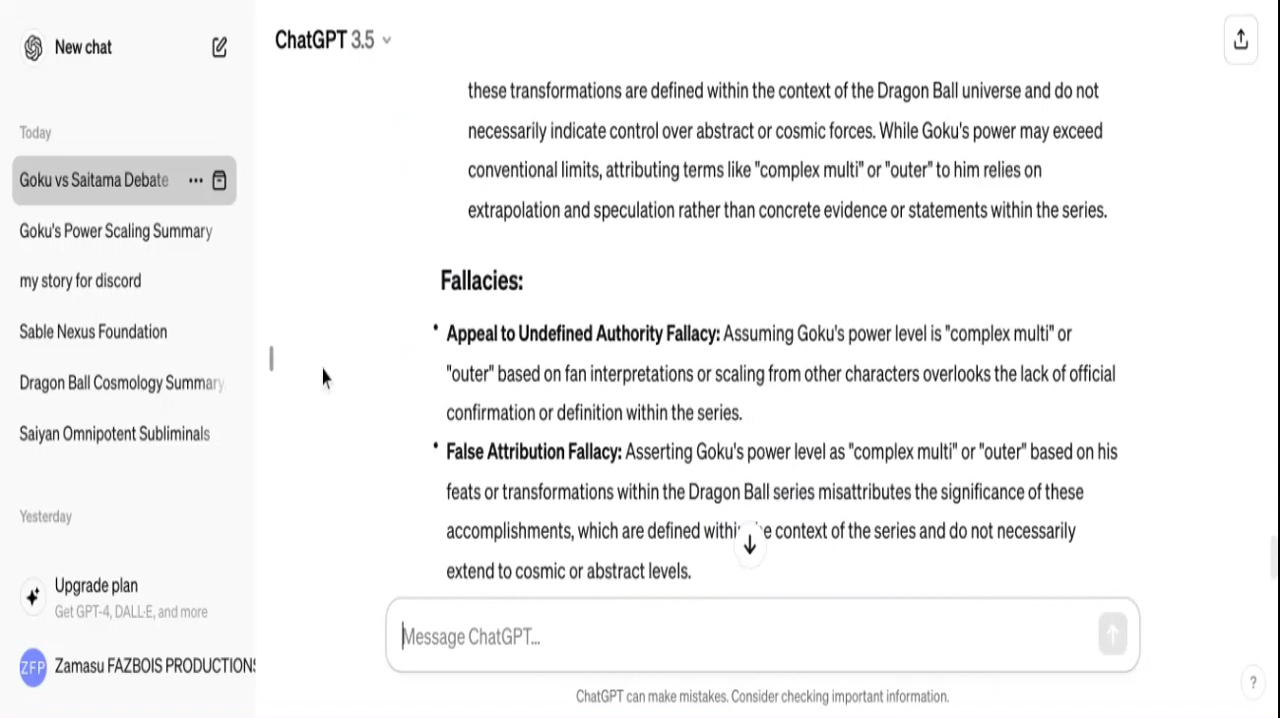 New chat
Today
Goku vs Saitama Debate
Goku's Power Scaling Summary
my story for discord
Sable Nexus Foundation
Dragon Ball Cosmology Summary
Saiyan Omnipotent Subliminals
Yesterday
Upgrade plan
Get GPT-4, DALL·E, and more
ZFP Zamasu FAZBOIS PRODUCTIONS
ChatGPT 3.5
these transformations are defined within the context of the Dragon Ball universe and do not
necessarily indicate control over abstract or cosmic forces. While Goku's power may exceed
conventional limits, attributing terms like "complex multi" or "outer" to him relies on
extrapolation and speculation rather than concrete evidence or statements within the series.
Fallacies:
• Appeal to Undefined Authority Fallacy: Assuming Goku's power level is "complex multi" or
"outer" based on fan interpretations or scaling from other characters overlooks the lack of official
confirmation or definition within the series.
• False Attribution Fallacy: Asserting Goku's power level as "complex multi" or "outer" based on his
feats or transformations within the Dragon Ball series misattributes the significance of these
accomplishments, which are defined within the context of the series and do not necessarily
extend to cosmic or abstract levels.
Message ChatGPT...
ChatGPT can make mistakes. Consider checking important information.
?